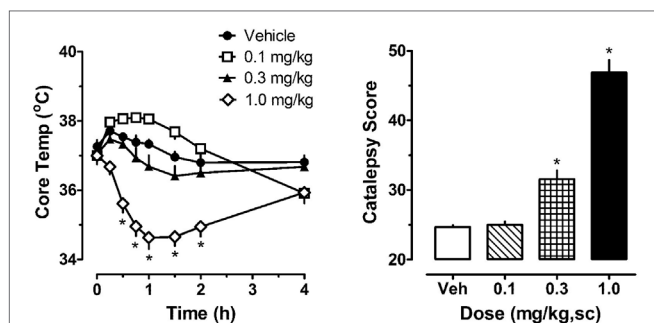 Vehicle
0.1 mg/kg
0.3 mg/kg
1.0 mg/kg
Core Temp (°C)
40
38
36
34
* * * * *
0 1 2 3 4
Time (h)
Catalepsy Score
50
40
30
20
*
*
Veh 0.1 0.3 1.0
Dose (mg/kg,sc)